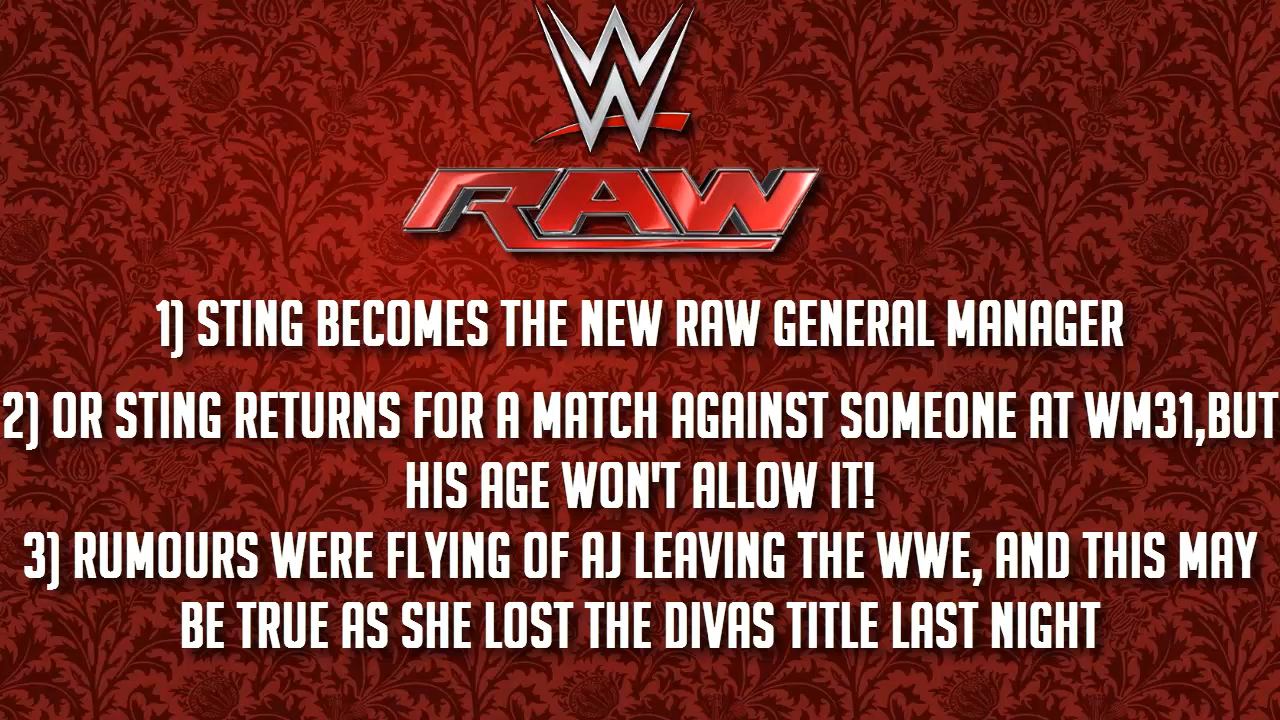 W
RAW
1) STING BECOMES THE NEW RAW GENERAL MANAGER
2) OR STING RETURNS FOR A MATCH AGAINST SOMEONE AT WM31,BUT
HIS AGE WON'T ALLOW IT!
3) RUMOURS WERE FLYING OF AJ LEAVING THE WWE, AND THIS MAY
BE TRUE AS SHE LOST THE DIVAS TITLE LAST NIGHT